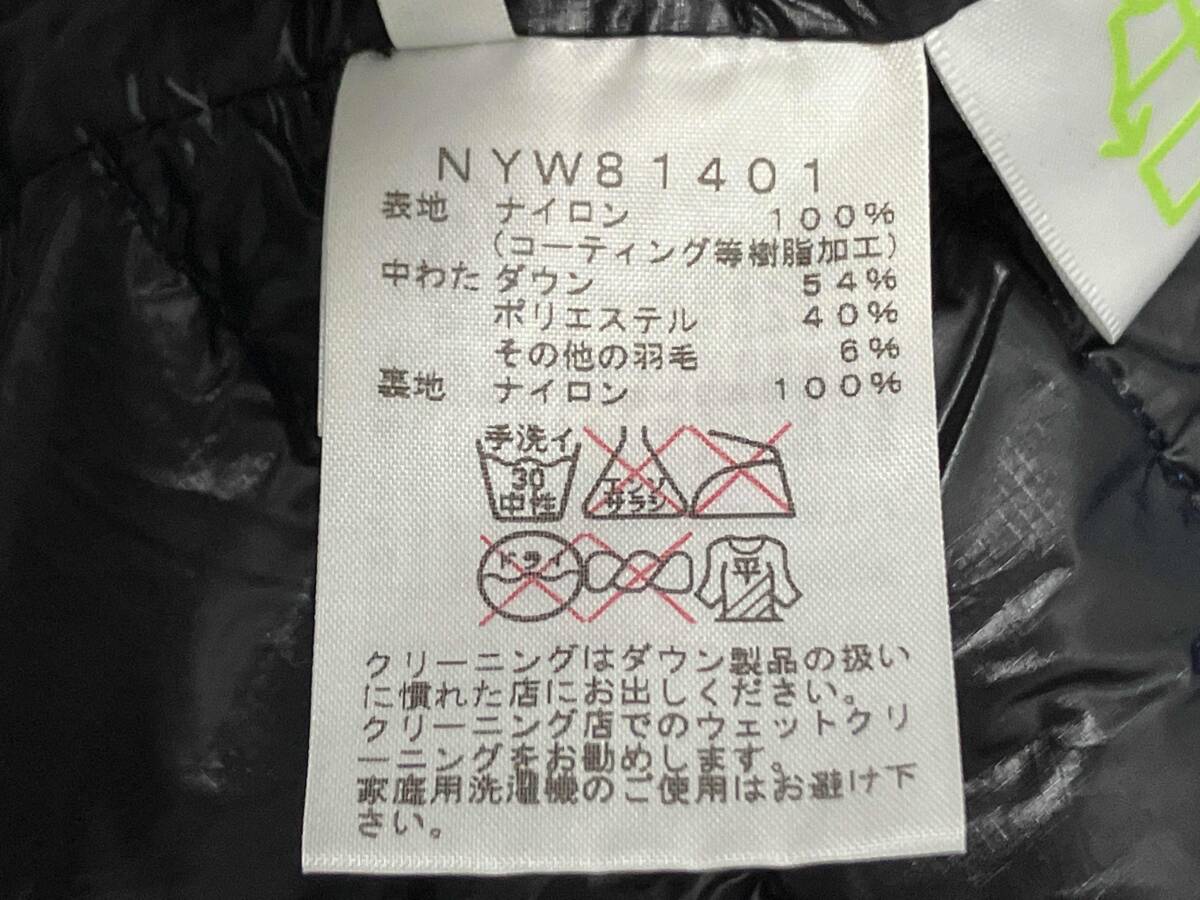 NYW81401
表地 ナイロン 100%
(コーティング等樹脂加工)
中わた ダウン 54%
ポリエステル 40%
その他の羽毛 6%
裏地 ナイロン 100%
手洗イ
30
中性
エンソ
サラシ
ドライ
平
クリーニングはダウン製品の扱い
に慣れた店にお出しください。
クリーニング店でのウェットクリ
ーニングをお勧めします。
家庭用洗濯機のご使用はお避け下
さい。